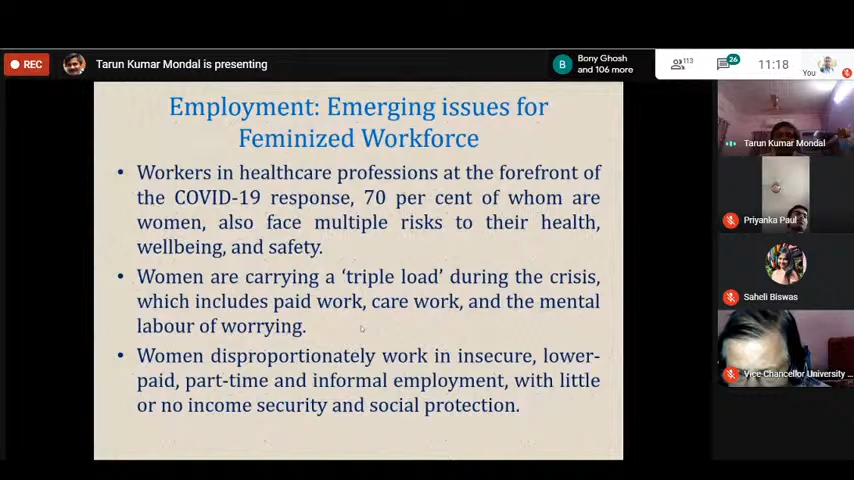 REC
Tarun Kumar Mondal is presenting
B
Bony Ghosh
and 106 more
113
26
11:18
You
Employment: Emerging issues for
Feminized Workforce
• Workers in healthcare professions at the forefront of
the COVID-19 response, 70 per cent of whom are
women, also face multiple risks to their health,
wellbeing, and safety.
• Women are carrying a ‘triple load’ during the crisis,
which includes paid work, care work, and the mental
labour of worrying.
• Women disproportionately work in insecure, lower-
paid, part-time and informal employment, with little
or no income security and social protection.
Tarun Kumar Mondal
Priyanka Paul
Saheli Biswas
Vice Chancellor University ...